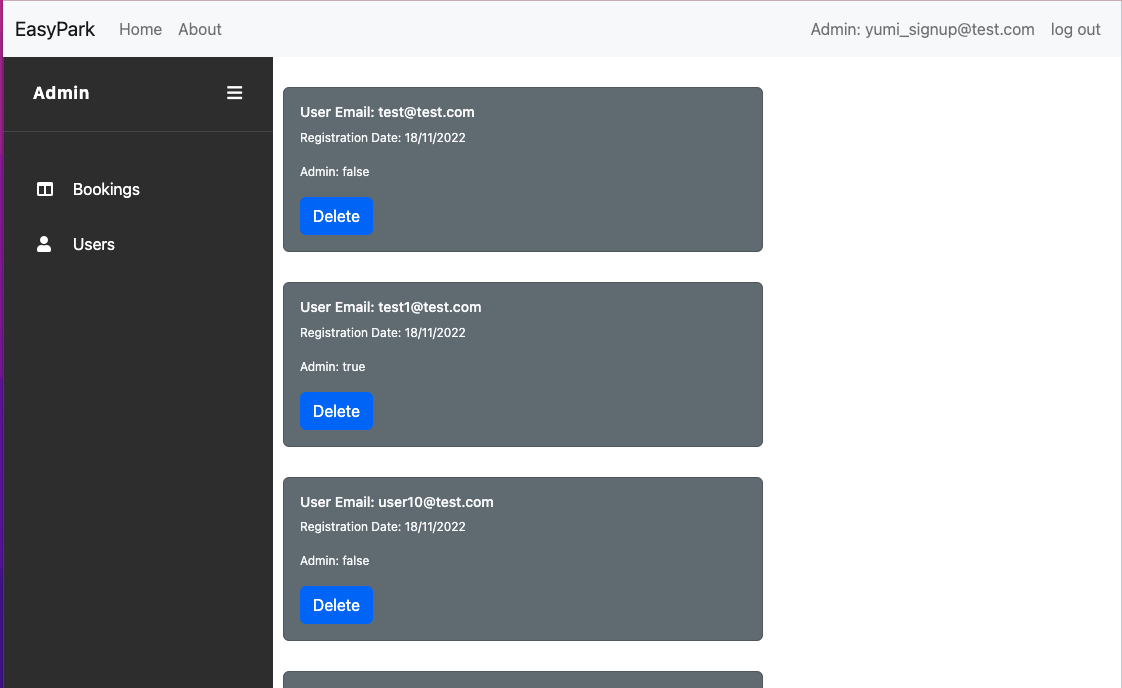 EasyPark Home About Admin: yumi_signup@test.com log out
Admin
Bookings
Users
User Email: test@test.com
Registration Date: 18/11/2022
Admin: false
Delete
User Email: test1@test.com
Registration Date: 18/11/2022
Admin: true
Delete
User Email: user10@test.com
Registration Date: 18/11/2022
Admin: false
Delete